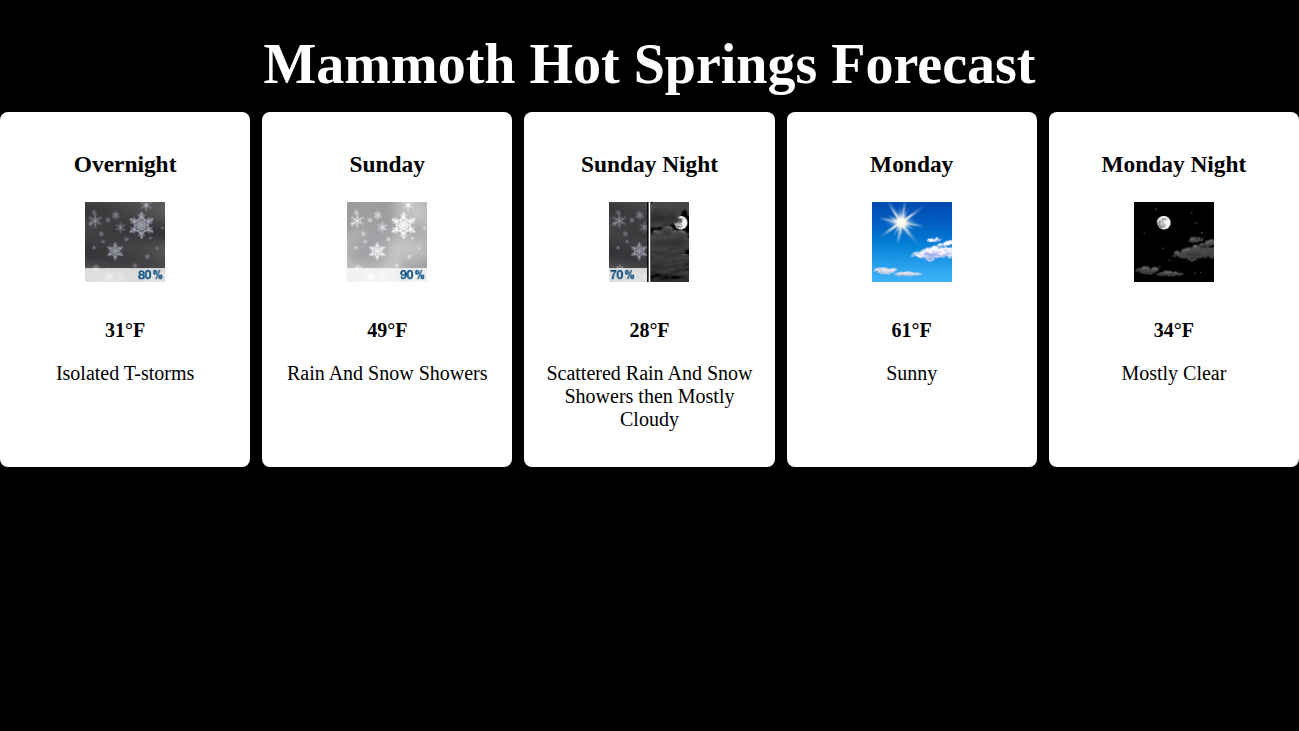 Mammoth Hot Springs Forecast
Overnight
80%
31°F
Isolated T-storms
Sunday
90%
49°F
Rain And Snow Showers
Sunday Night
70%
28°F
Scattered Rain And Snow
Showers then Mostly
Cloudy
Monday
61°F
Sunny
Monday Night
34°F
Mostly Clear